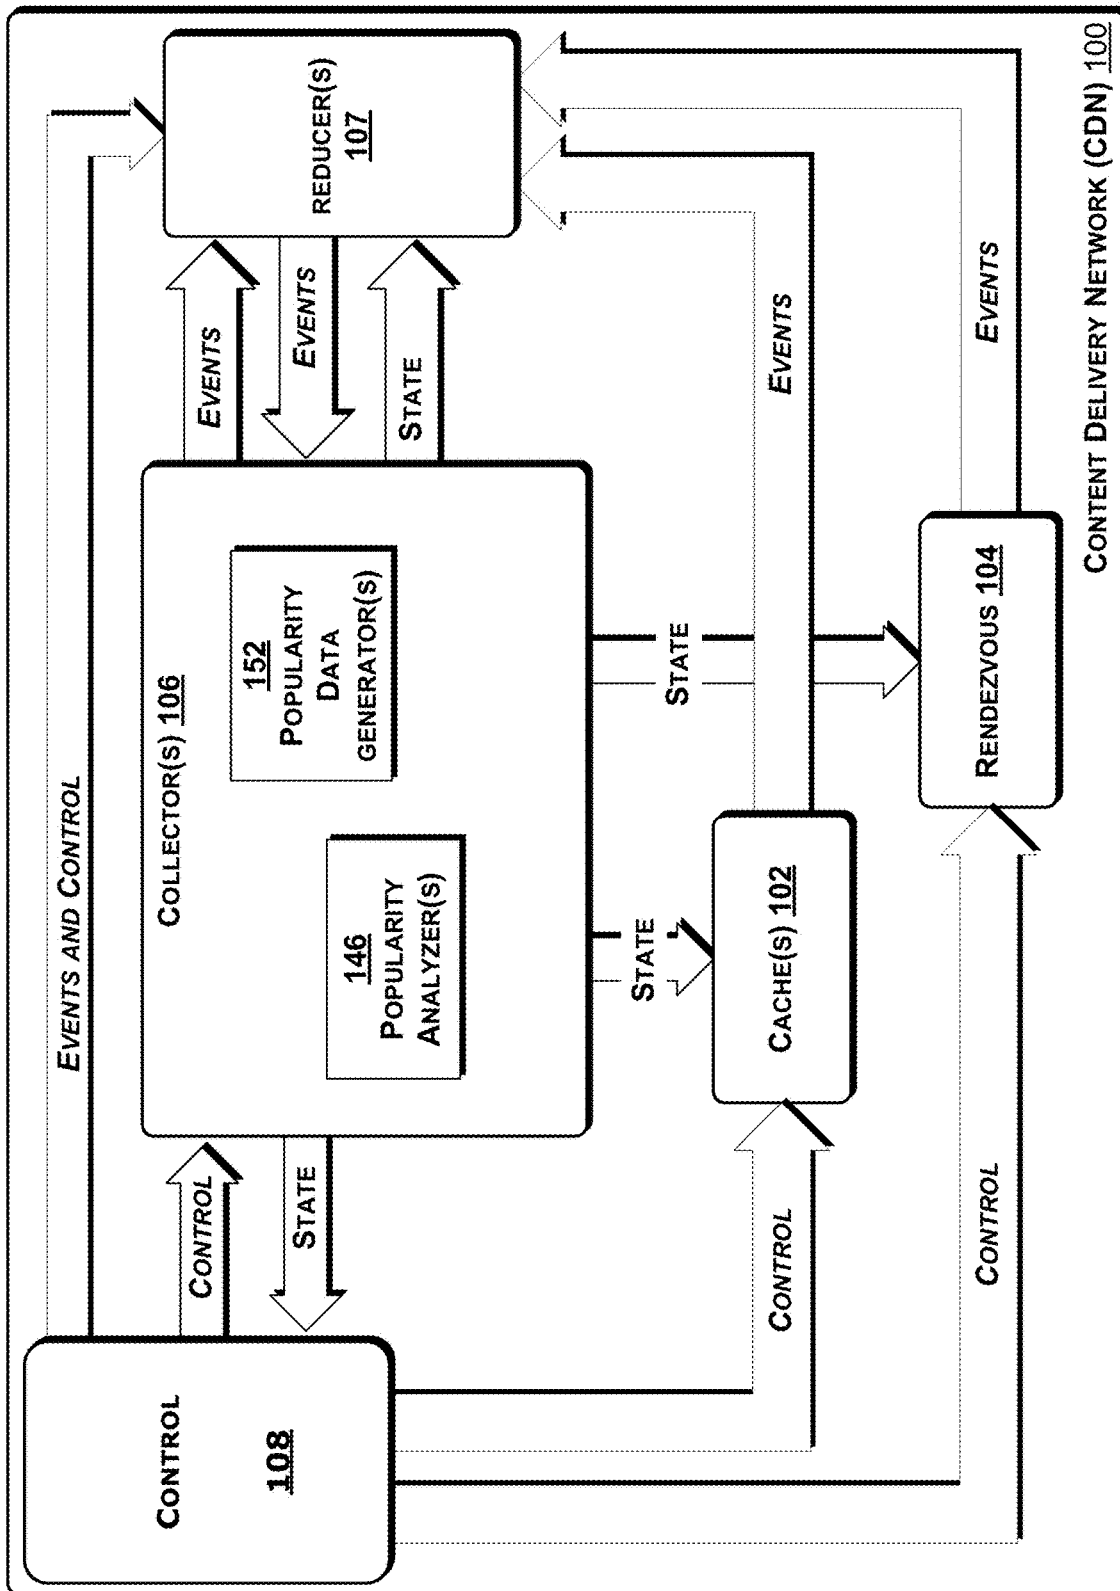 EVENTS AND CONTROL
CONTROL
108
CONTROL
STATE
COLLECTOR(S) 106
146
POPULARITY
ANALYZER(S)
152
POPULARITY
DATA
GENERATOR(S)
EVENTS
EVENTS
STATE
REDUCER(S)
107
STATE
STATE
CONTROL
CACHE(S) 102
EVENTS
CONTROL
RENDEZVOUS 104
EVENTS
CONTENT DELIVERY NETWORK (CDN) 100